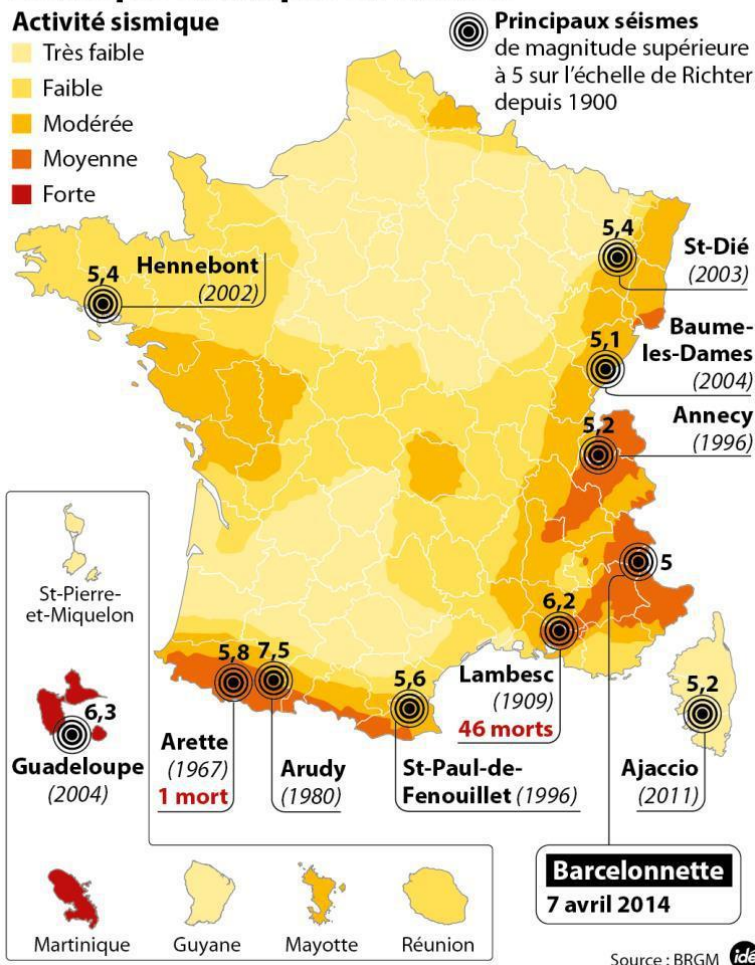 Activité sismique
Très faible
Faible
Modérée
Moyenne
Forte
Principaux séismes
de magnitude supérieure
à 5 sur l'échelle de Richter
depuis 1900
5,4
Hennebont
(2002)
5,4
St-Dié
(2003)
5,1
Baume-
les-Dames
(2004)
5,2
Annecy
(1996)
5
Barcelonnette
7 avril 2014
6,2
Lambesc
(1909)
46 morts
5,8
Arette
(1967)
1 mort
7,5
Arudy
(1980)
5,6
St-Paul-de-
Fenouillet (1996)
5,2
Ajaccio
(2011)
St-Pierre-
et-Miquelon
6,3
Guadeloupe
(2004)
Martinique
Guyane
Mayotte
Réunion
Source : BRGM
idé